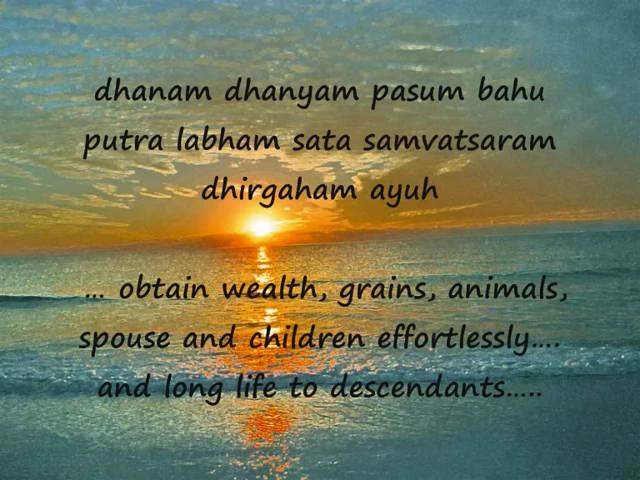 dhanam dhanyam pasum bahu
putra labham sata samvatsaram
dhirgaham ayuh
... obtain wealth, grains, animals,
spouse and children effortlessly....
and long life to descendants.....